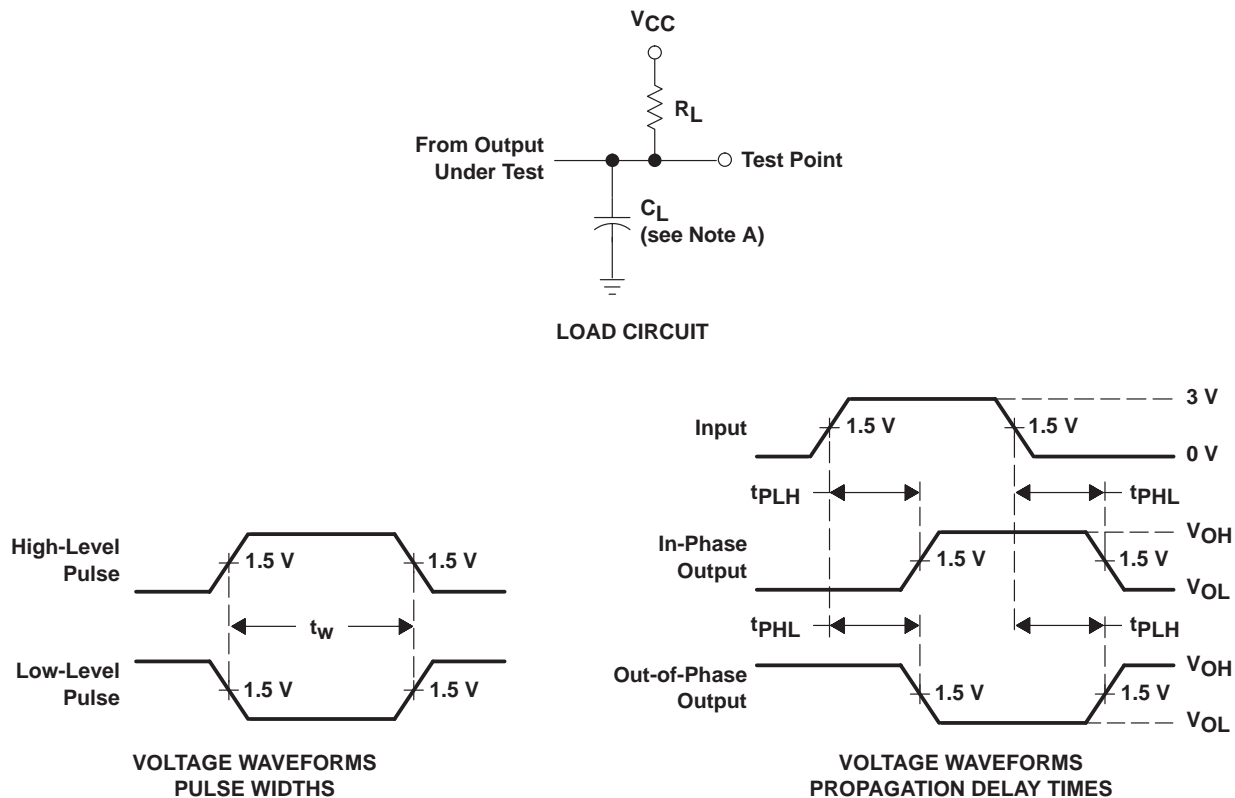 VCC
RL
From Output
Under Test
Test Point
CL
(see Note A)
LOAD CIRCUIT
High-Level
Pulse
1.5 V
1.5 V
tw
Low-Level
Pulse
1.5 V
1.5 V
VOLTAGE WAVEFORMS
PULSE WIDTHS
Input
1.5 V
1.5 V
3 V
0 V
tPLH
tPHL
In-Phase
Output
1.5 V
1.5 V
VOH
VOL
tPHL
tPLH
Out-of-Phase
Output
1.5 V
1.5 V
VOH
VOL
VOLTAGE WAVEFORMS
PROPAGATION DELAY TIMES